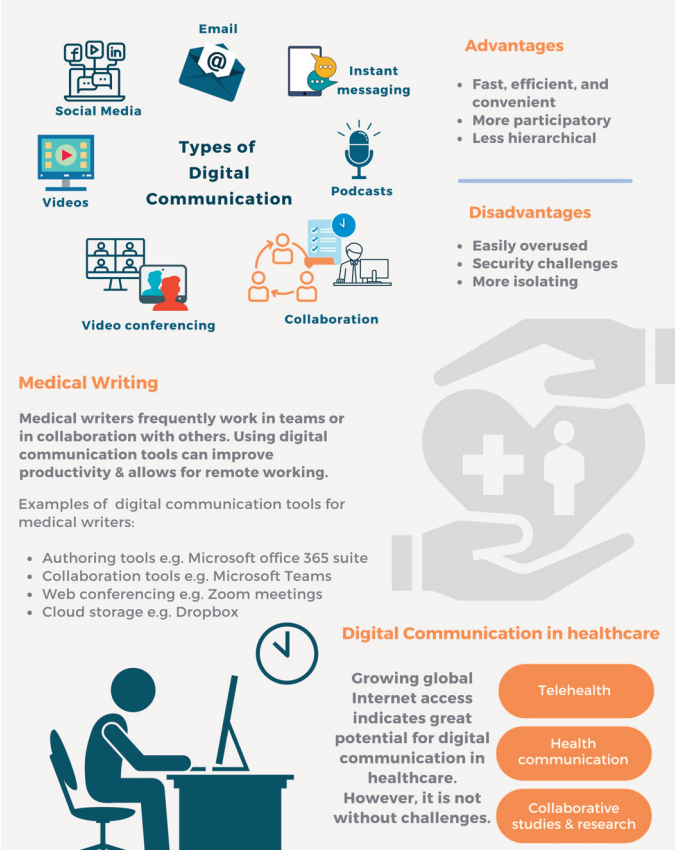 Email
Social Media
Instant
messaging
Videos
Types of
Digital
Communication
Podcasts
Video conferencing
Collaboration
Advantages
• Fast, efficient, and
convenient
• More participatory
• Less hierarchical
Disadvantages
• Easily overused
• Security challenges
• More isolating
Medical Writing
Medical writers frequently work in teams or
in collaboration with others. Using digital
communication tools can improve
productivity & allows for remote working.
Examples of digital communication tools for
medical writers:
• Authoring tools e.g. Microsoft office 365 suite
• Collaboration tools e.g. Microsoft Teams
• Web conferencing e.g. Zoom meetings
• Cloud storage e.g. Dropbox
Digital Communication in healthcare
Growing global
Internet access
indicates great
potential for digital
communication in
healthcare.
However, it is not
without challenges.
Telehealth
Health
communication
Collaborative
studies & research